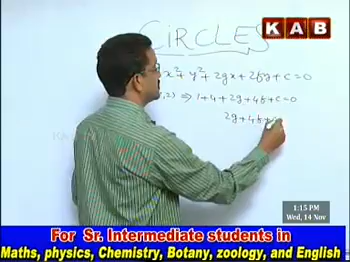 CIRCLES
KAB
x² + y² + 2gx + 2fy + c = 0
,2) ⇒ 1+4+2g+4f+c=0
2g+4f+c
1:15 PM
Wed, 14 Nov
For Sr. Intermediate students in
Maths, physics, Chemistry, Botany, zoology, and English